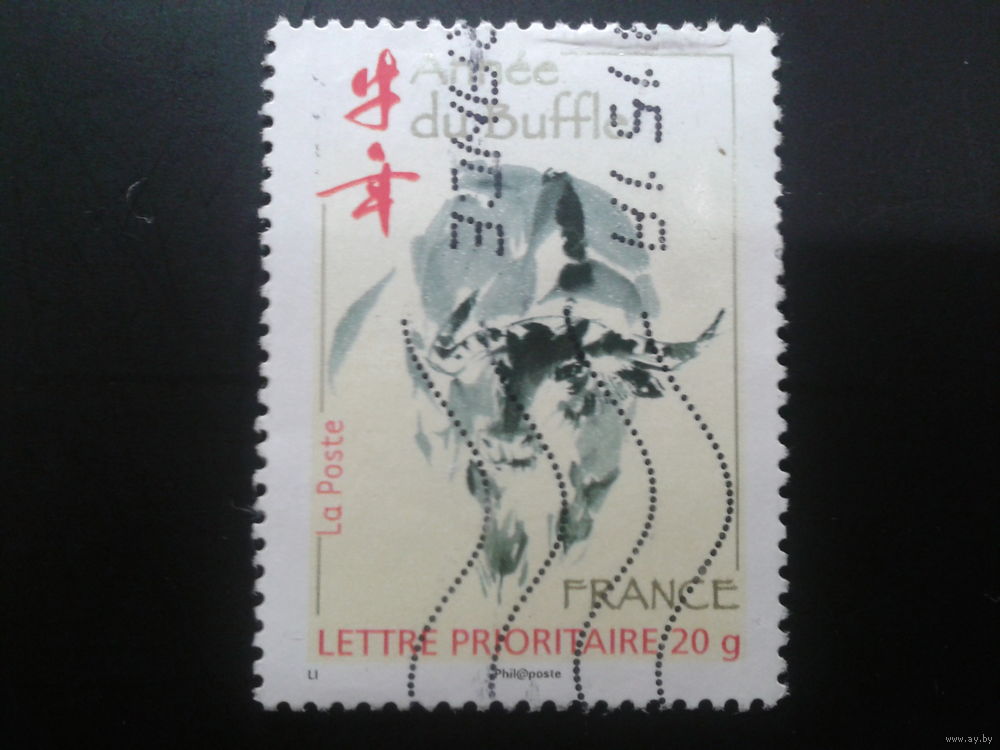 牛年
Année
du Buffle
La Poste
FRANCE
LETTRE PRIORITAIRE 20 g
LI
Phil@poste
www.ay.by